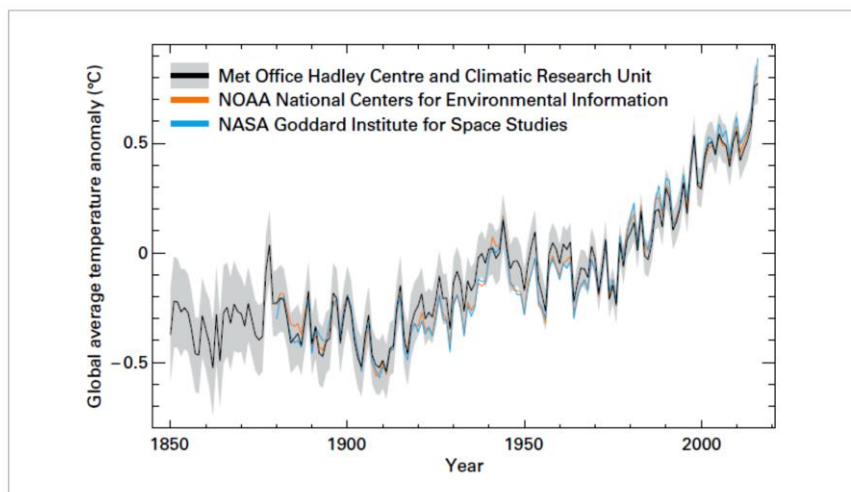 Met Office Hadley Centre and Climatic Research Unit
NOAA National Centers for Environmental Information
NASA Goddard Institute for Space Studies
Global average temperature anomaly (°C)
0.5
0
−0.5
1850
1900
1950
2000
Year